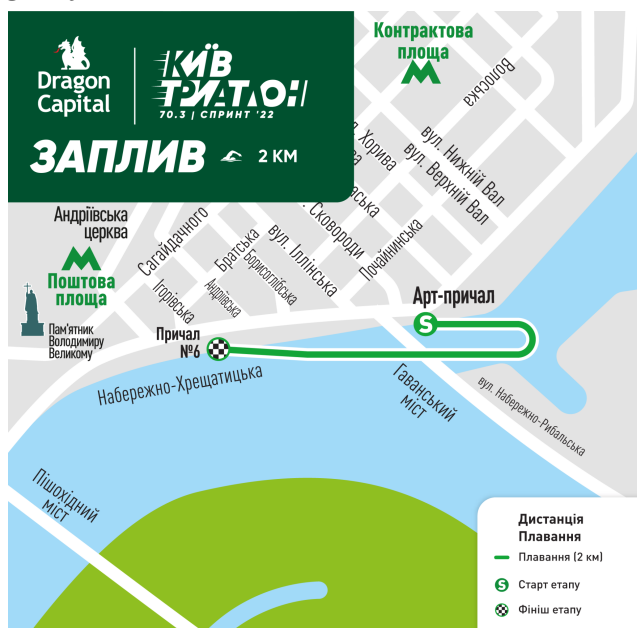 Dragon
Capital
КИЇВ
ТРИАТЛОН
70.3 | СПРИНТ '22
ЗАПЛИВ
2 КМ
Контрактова
площа
Волоська
вул. Нижній Вал
вул. Верхній Вал
Хорива
Сковороди
Почайнинська
вул. Іллінська
Братська
Борисоглібська
Андріївська
Сагайдачного
Ігорівська
Андріївська
церква
Поштова
площа
Пам'ятник
Володимиру
Великому
Причал
№6
Арт-причал
S
Набережно-Хрещатицька
Гаванський
міст
вул. Набережно-Рибальська
Пішохідний
міст
Дистанція
Плавання
Плавання (2 км)
S
Старт етапу
Фініш етапу